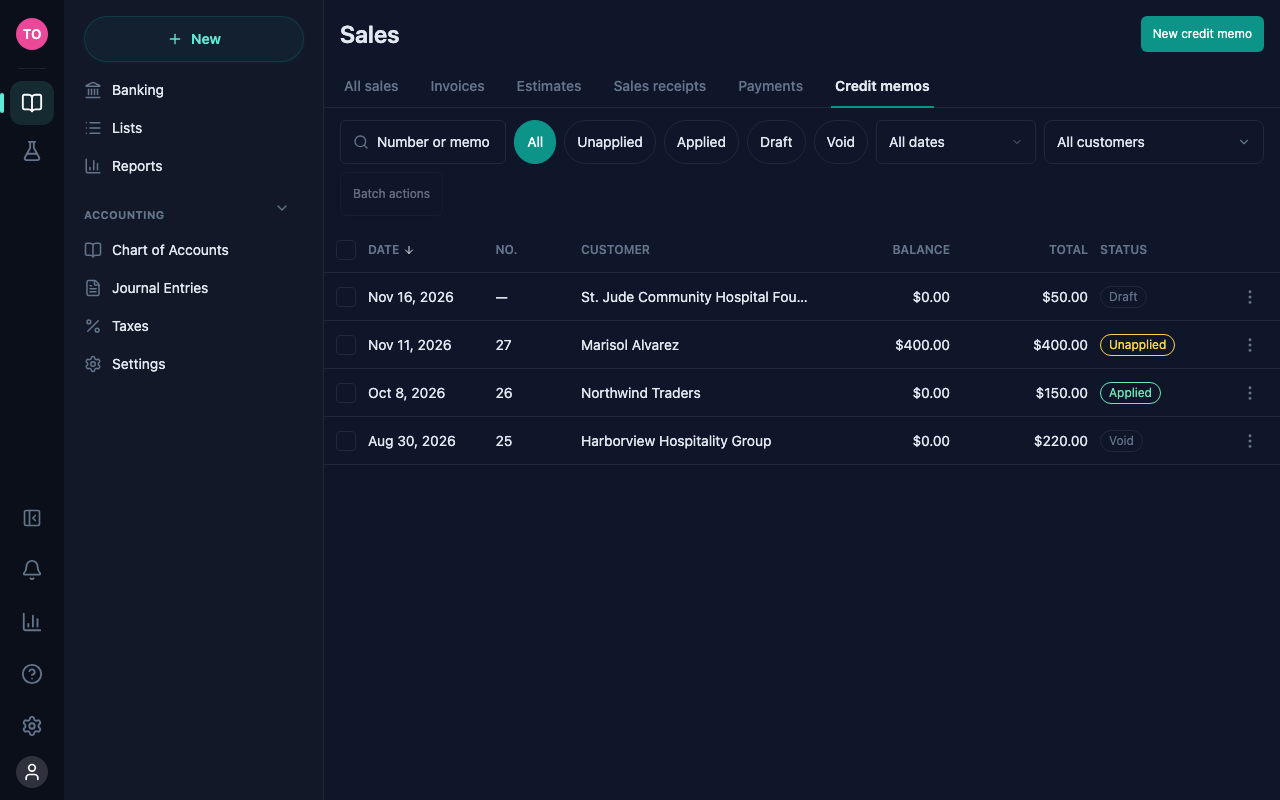 TO
New
Banking
Lists
Reports
ACCOUNTING
Chart of Accounts
Journal Entries
Taxes
Settings
Sales
New credit memo
All sales Invoices Estimates Sales receipts Payments Credit memos
Number or memo All Unapplied Applied Draft Void All dates All customers
Batch actions
DATE NO. CUSTOMER BALANCE TOTAL STATUS
Nov 16, 2026 — St. Jude Community Hospital Fou... $0.00 $50.00 Draft
Nov 11, 2026 27 Marisol Alvarez $400.00 $400.00 Unapplied
Oct 8, 2026 26 Northwind Traders $0.00 $150.00 Applied
Aug 30, 2026 25 Harborview Hospitality Group $0.00 $220.00 Void